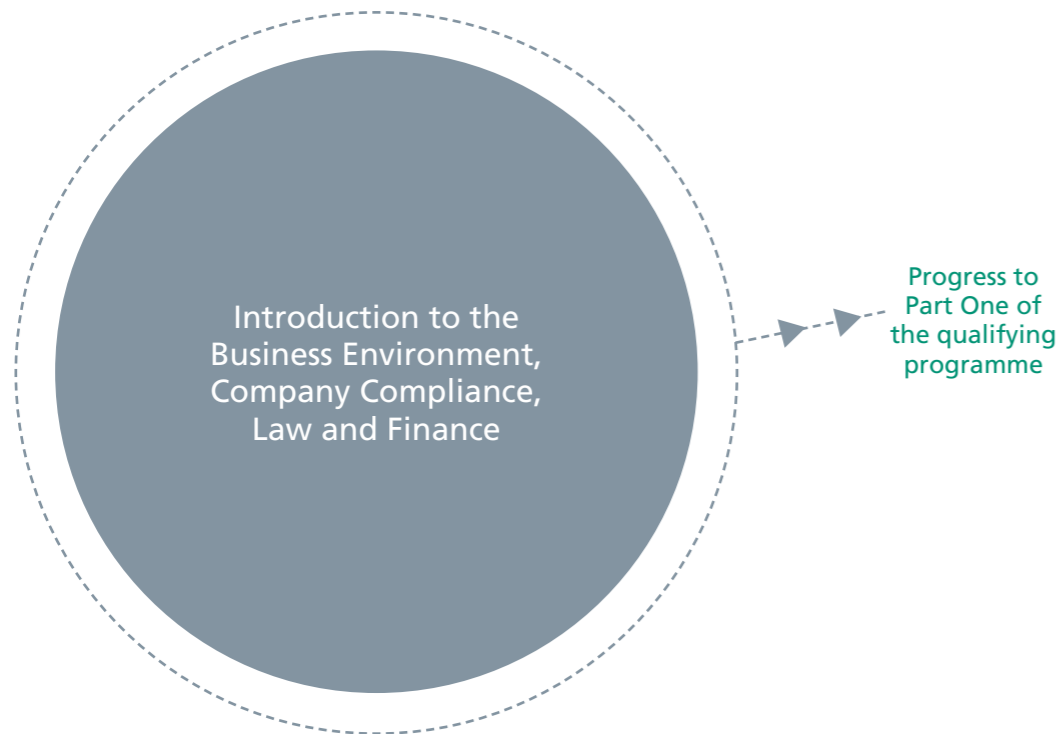 Introduction to the
Business Environment,
Company Compliance,
Law and Finance
Progress to
Part One of
the qualifying
programme